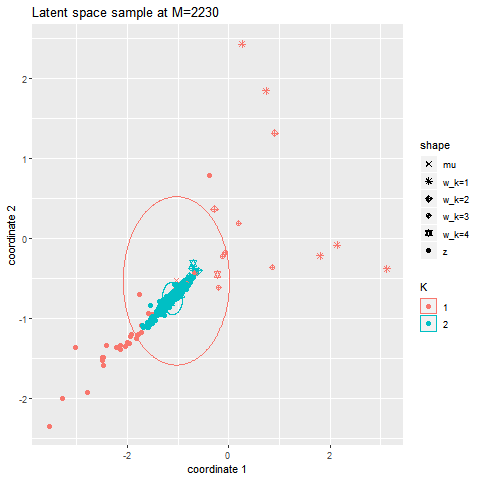 Latent space sample at M=2230
2
1
0
-1
-2
-2
0
2
coordinate 1
coordinate 2
shape
mu
w_k=1
w_k=2
w_k=3
w_k=4
z
K
1
2